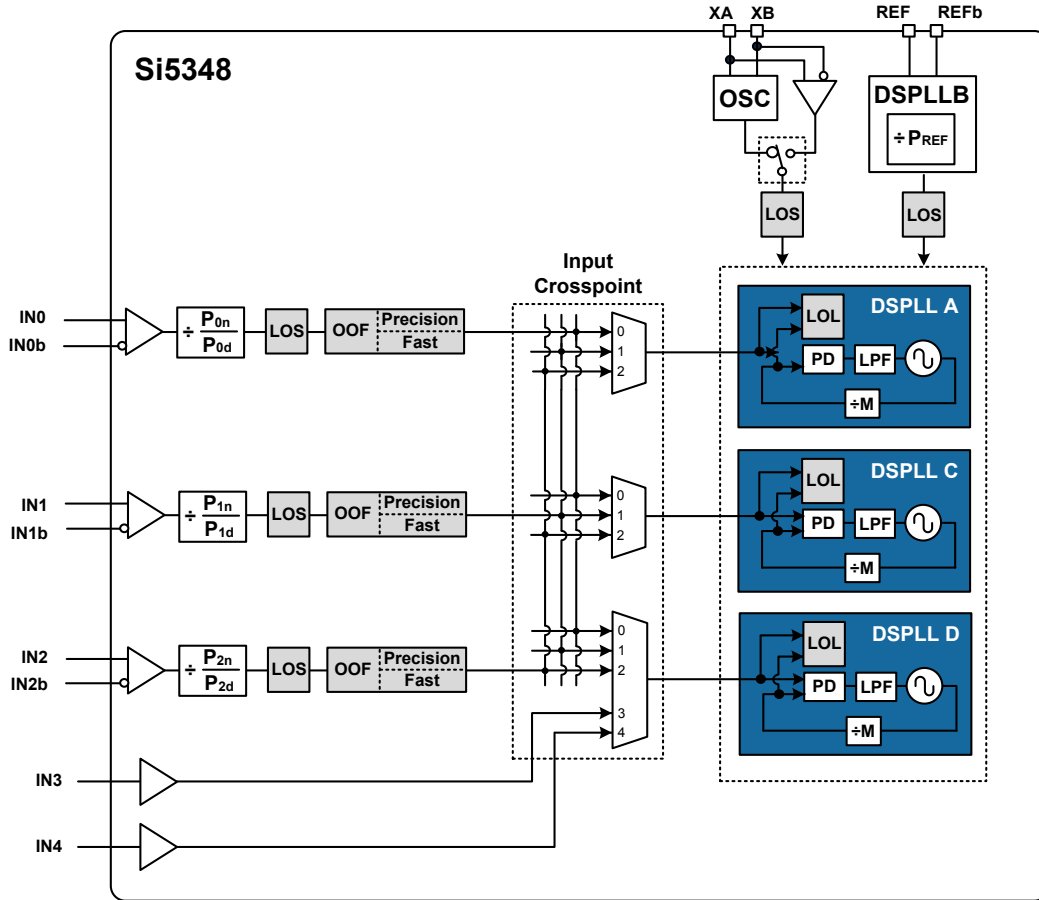 XA XB REF REFb
Si5348
OSC
DSPLLB
÷ PREF
LOS
LOS
Input
Crosspoint
IN0
IN0b
÷ P0n
P0d
LOS
OOF
Precision
Fast
0
1
2
DSPLL A
LOL
PD
LPF
÷M
IN1
IN1b
÷ P1n
P1d
LOS
OOF
Precision
Fast
0
1
2
DSPLL C
LOL
PD
LPF
÷M
IN2
IN2b
÷ P2n
P2d
LOS
OOF
Precision
Fast
0
1
2
3
4
DSPLL D
LOL
PD
LPF
÷M
IN3
IN4